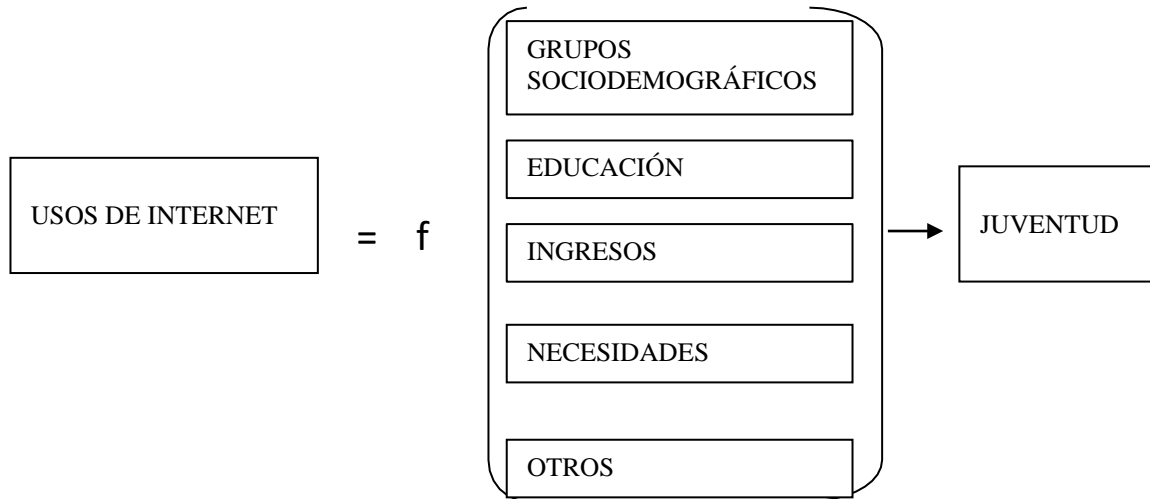 GRUPOS
SOCIODEMOGRÁFICOS
EDUCACIÓN
USOS DE INTERNET
= f
INGRESOS
JUVENTUD
NECESIDADES
OTROS